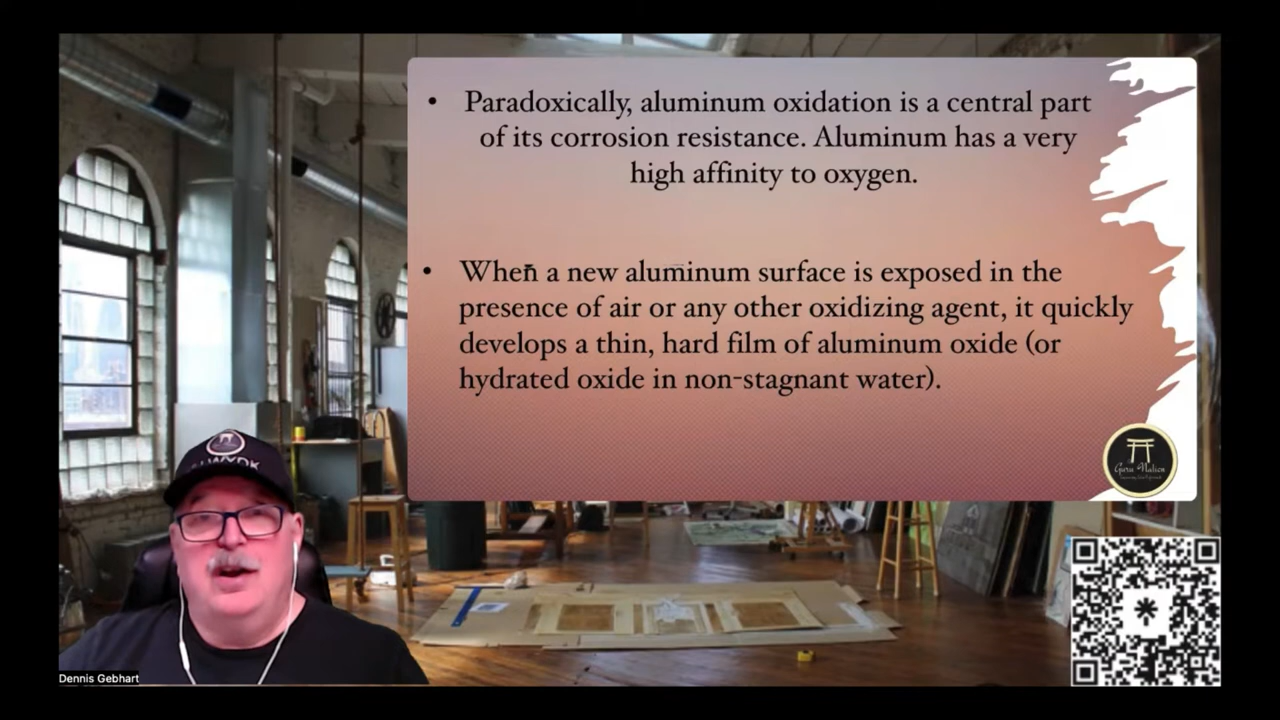 • Paradoxically, aluminum oxidation is a central part
of its corrosion resistance. Aluminum has a very
high affinity to oxygen.
• When a new aluminum surface is exposed in the
presence of air or any other oxidizing agent, it quickly
develops a thin, hard film of aluminum oxide (or
hydrated oxide in non-stagnant water).
Guru Nation
Dennis Gebhart